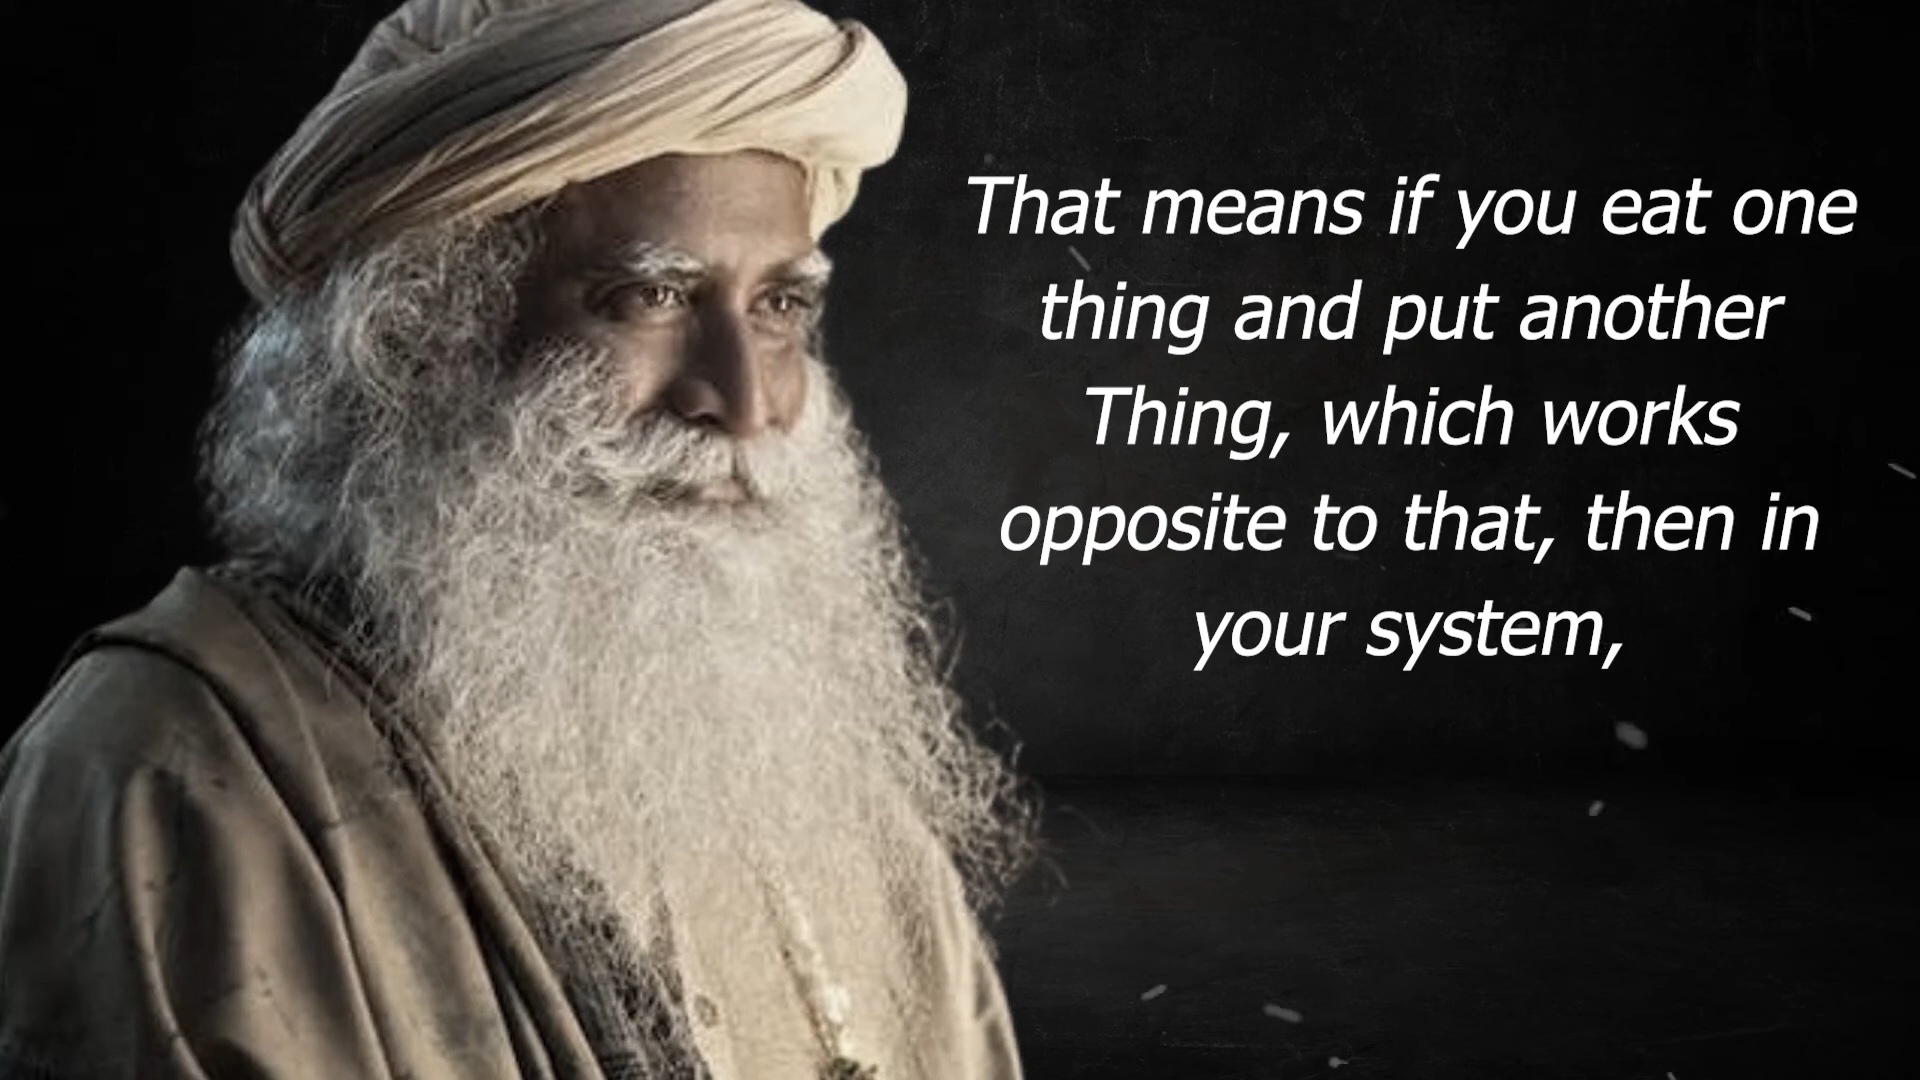 That means if you eat one
thing and put another
Thing, which works
opposite to that, then in
your system,